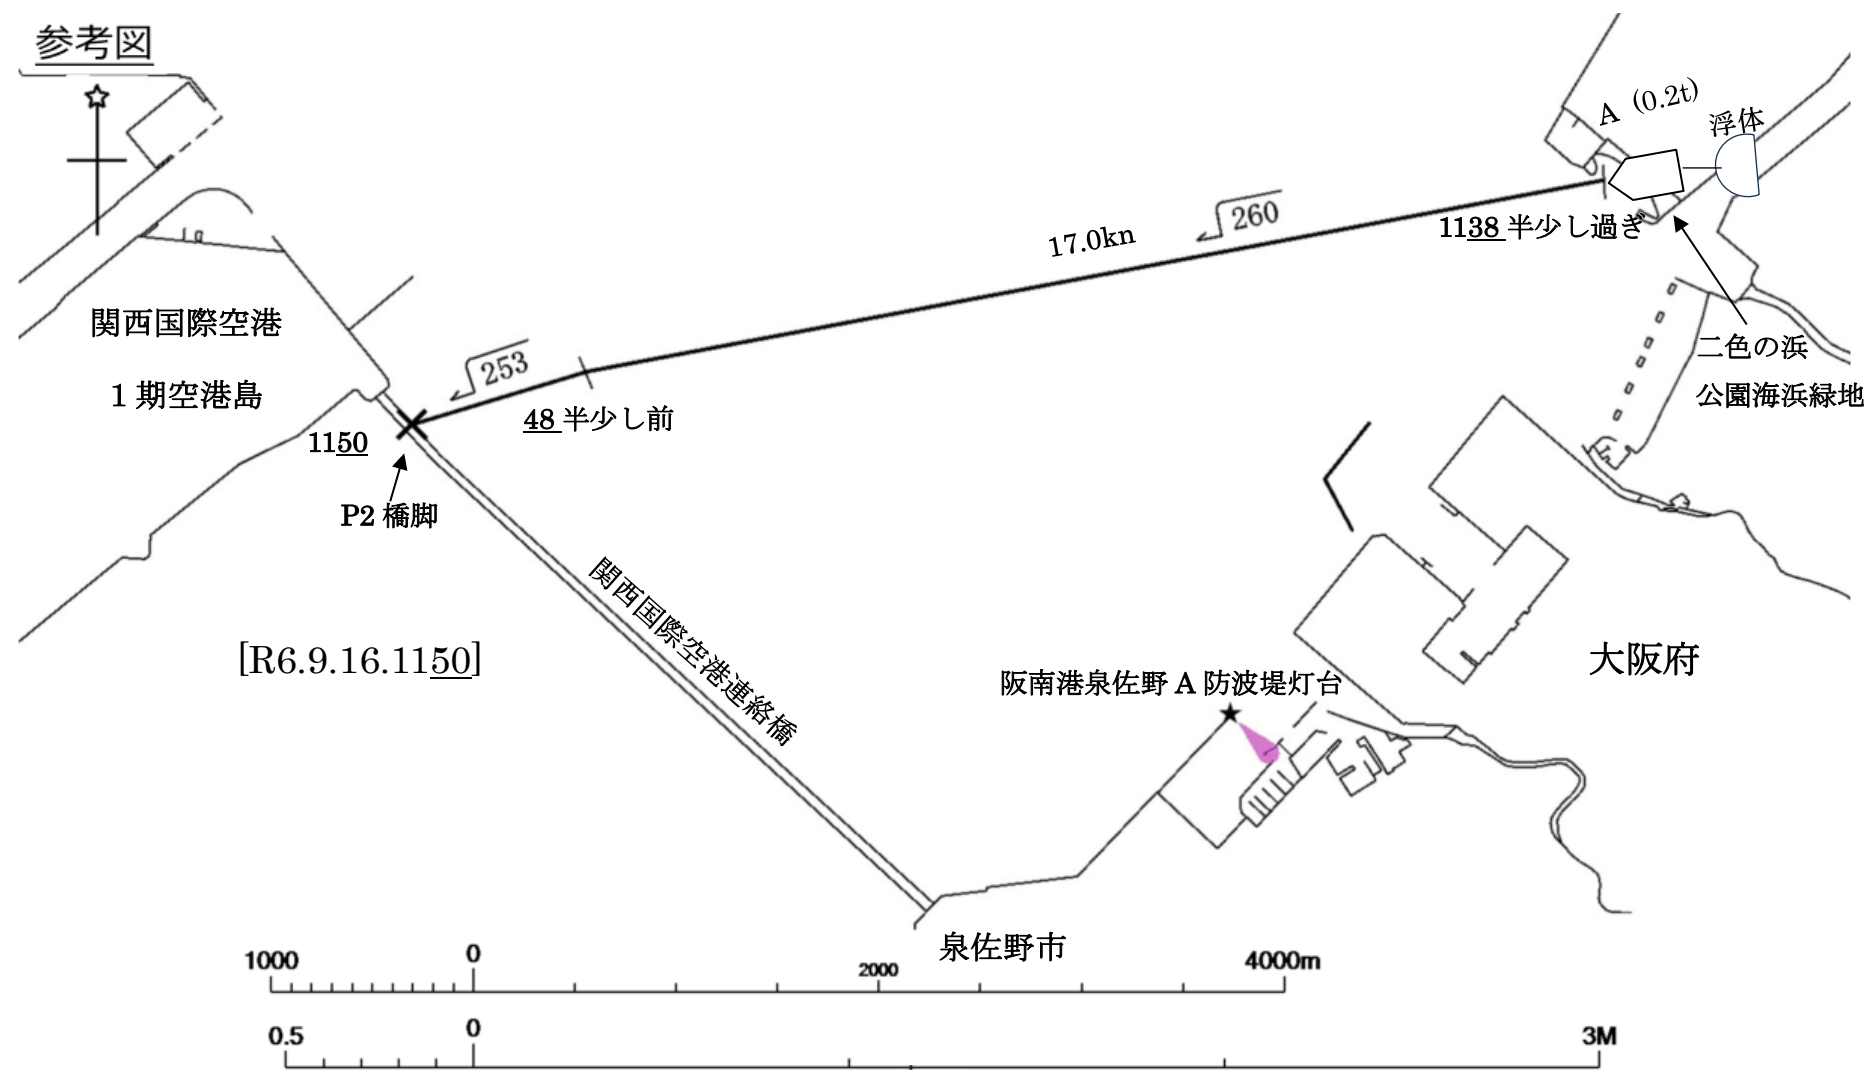 参考図
A (0.2t)
浮体
260
17.0kn
1138 半少し過ぎ
関西国際空港
1 期空港島
253
48 半少し前
二色の浜
公園海浜緑地
1150
P2 橋脚
関西国際空港連絡橋
[R6.9.16.1150]
大阪府
阪南港泉佐野 A 防波堤灯台
泉佐野市
1000 0 2000 4000m
0.5 0 3M